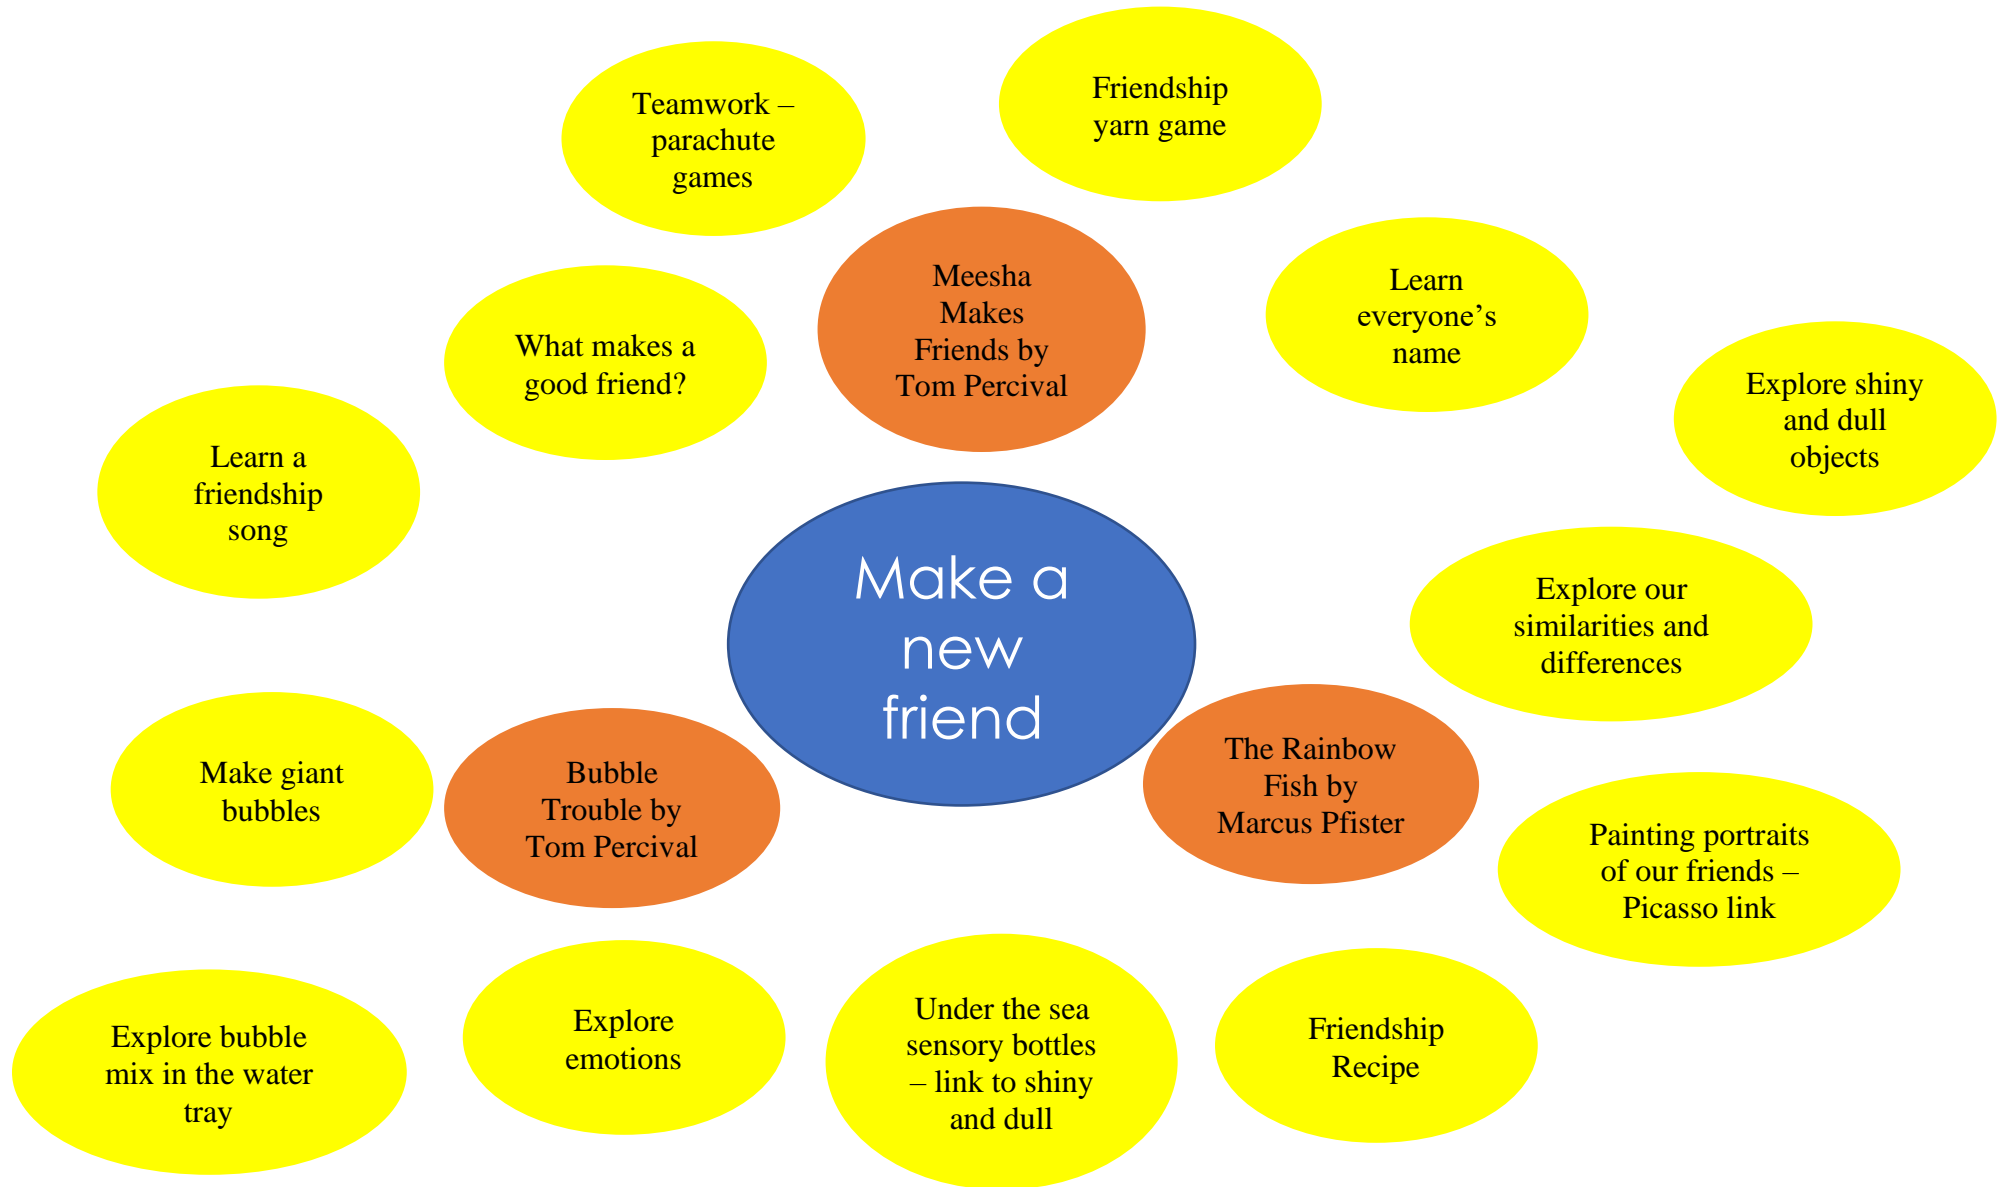 Friendship
yarn game
Teamwork –
parachute
games
Meesha
Makes
Friends by
Tom Percival
Learn
everyone’s
name
What makes a
good friend?
Explore shiny
and dull
objects
Learn a
friendship
song
Make a
new
friend
Explore our
similarities and
differences
The Rainbow
Fish by
Marcus Pfister
Make giant
bubbles
Bubble
Trouble by
Tom Percival
Painting portraits
of our friends –
Picasso link
Explore bubble
mix in the water
tray
Explore
emotions
Under the sea
sensory bottles
– link to shiny
and dull
Friendship
Recipe